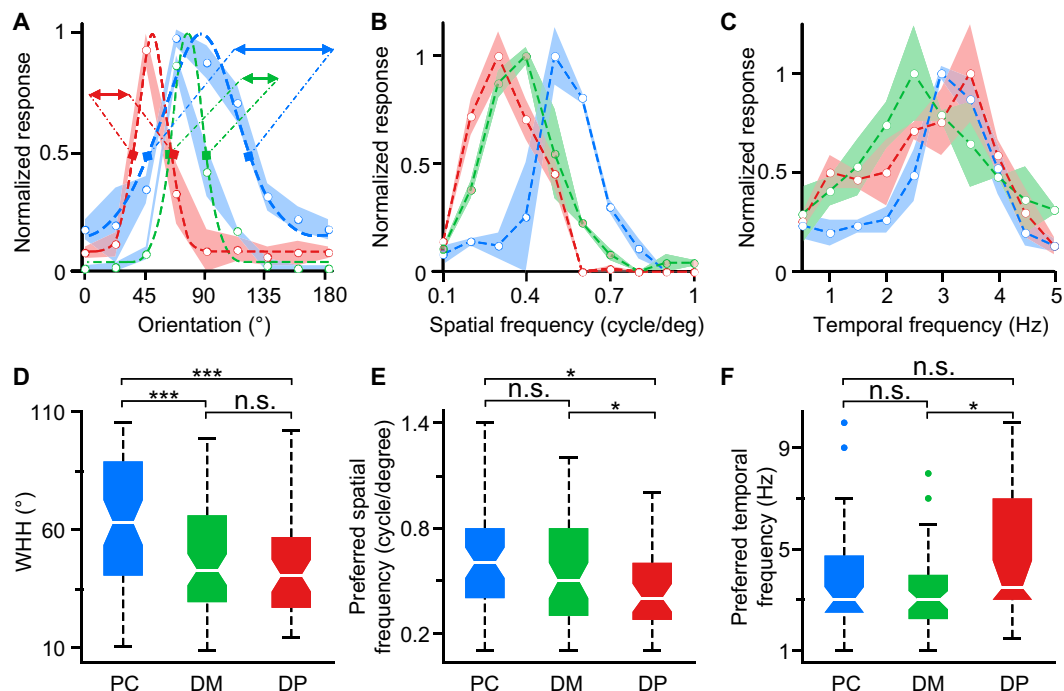 A
Normalized response
1
0.5
0
0
45
90
135
180
Orientation (°)
B
Normalized response
1
0.5
0
0.1
0.4
0.7
1
Spatial frequency (cycle/deg)
C
Normalized response
1
0.5
0
1
2
3
4
5
Temporal frequency (Hz)
D
***
***
n.s.
WHH (°)
110
60
10
PC
DM
DP
E
*
n.s.
*
Preferred spatial
frequency (cycle/degree)
1.4
0.8
0.2
PC
DM
DP
F
n.s.
n.s.
*
Preferred temporal
frequency (Hz)
9
5
1
PC
DM
DP